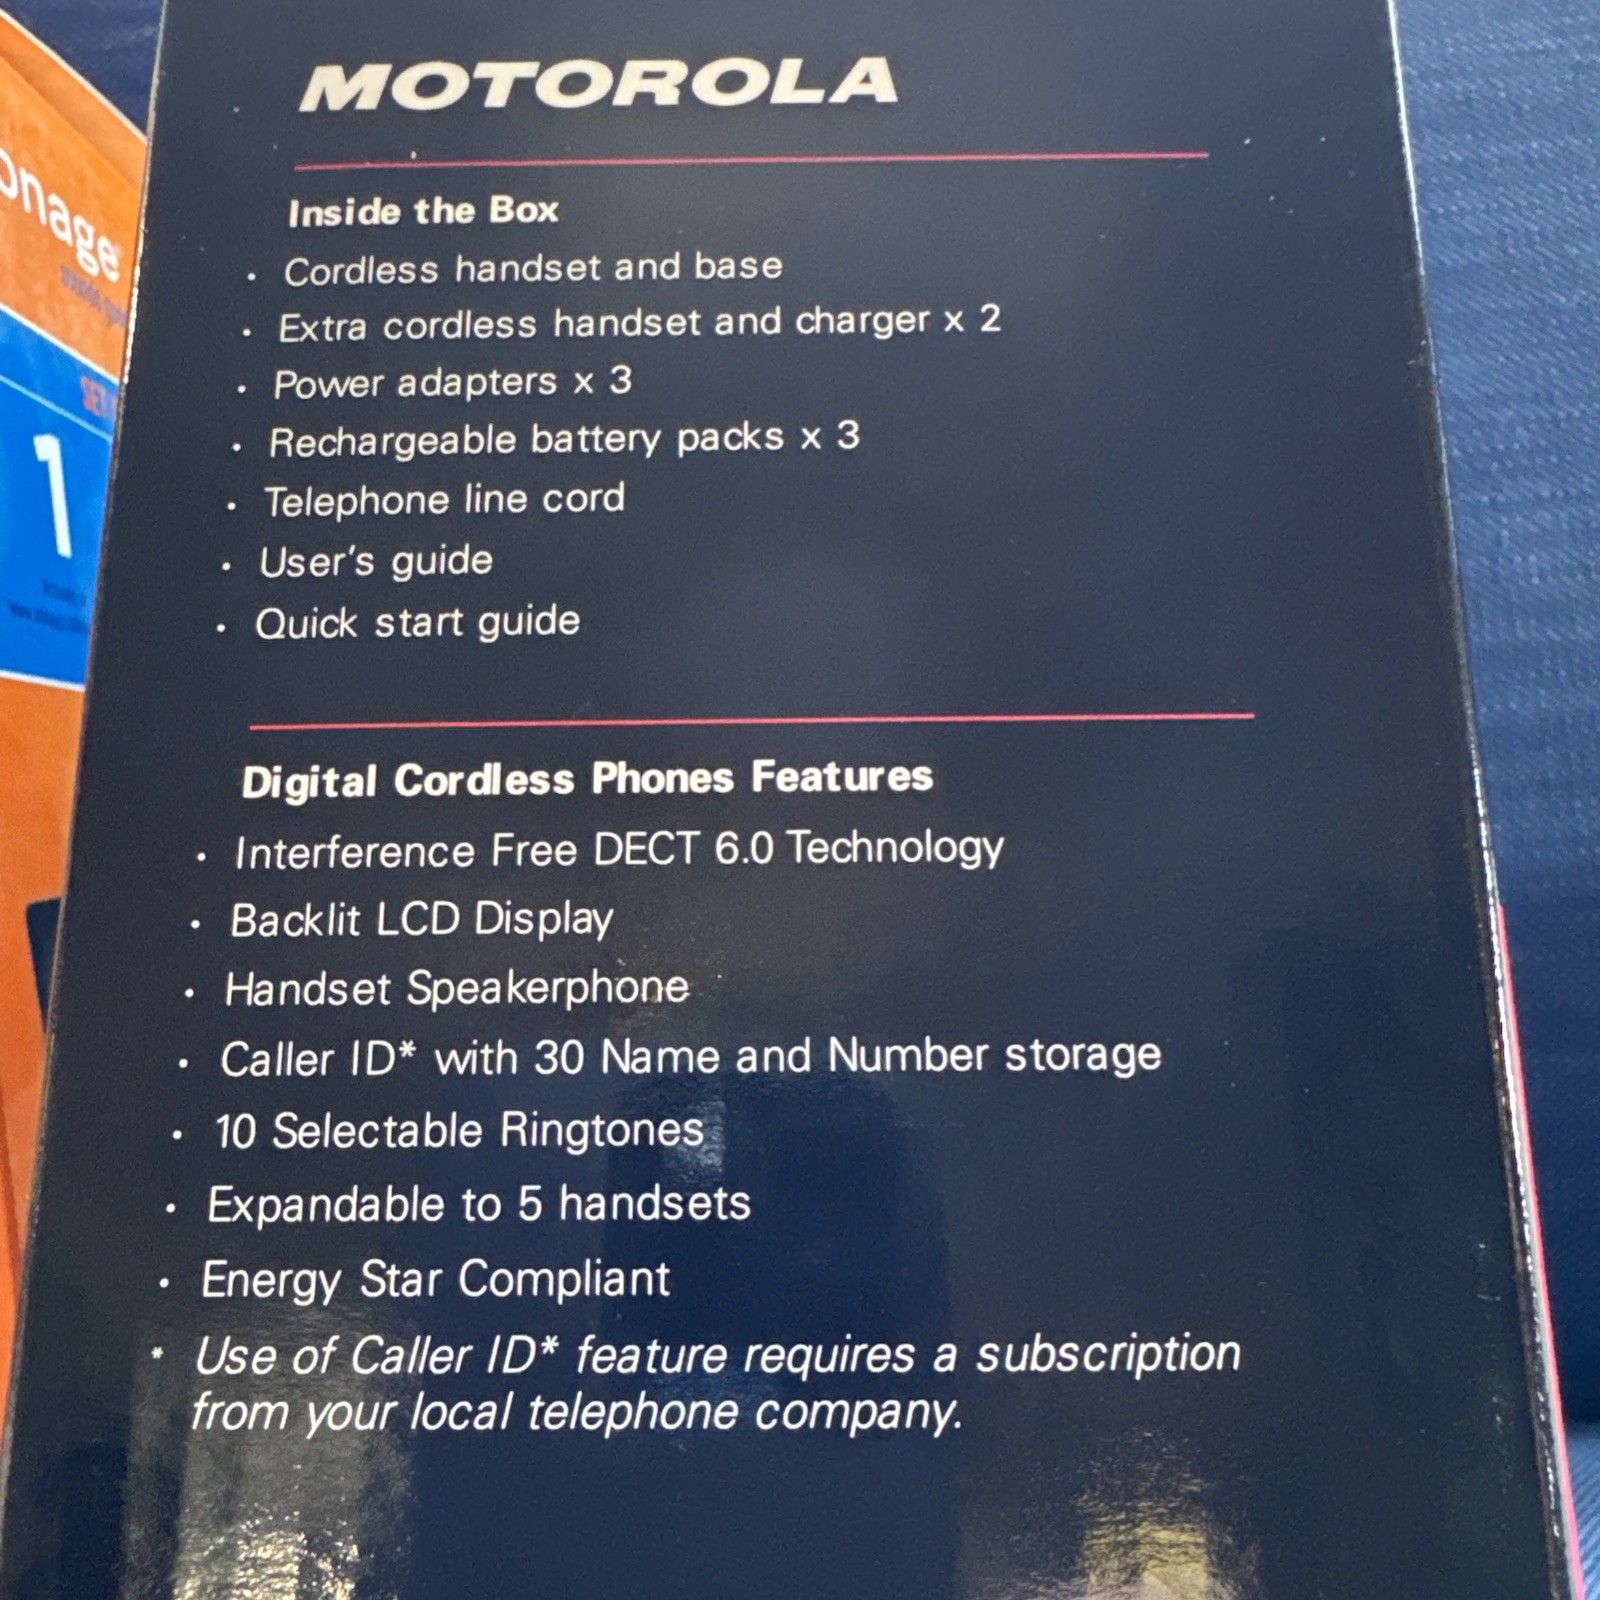 MOTOROLA
Inside the Box
• Cordless handset and base
• Extra cordless handset and charger x 2
• Power adapters x 3
• Rechargeable battery packs x 3
• Telephone line cord
• User's guide
• Quick start guide
Digital Cordless Phones Features
• Interference Free DECT 6.0 Technology
• Backlit LCD Display
• Handset Speakerphone
• Caller ID* with 30 Name and Number storage
• 10 Selectable Ringtones
• Expandable to 5 handsets
• Energy Star Compliant
* Use of Caller ID* feature requires a subscription
from your local telephone company.
onage
SET
1